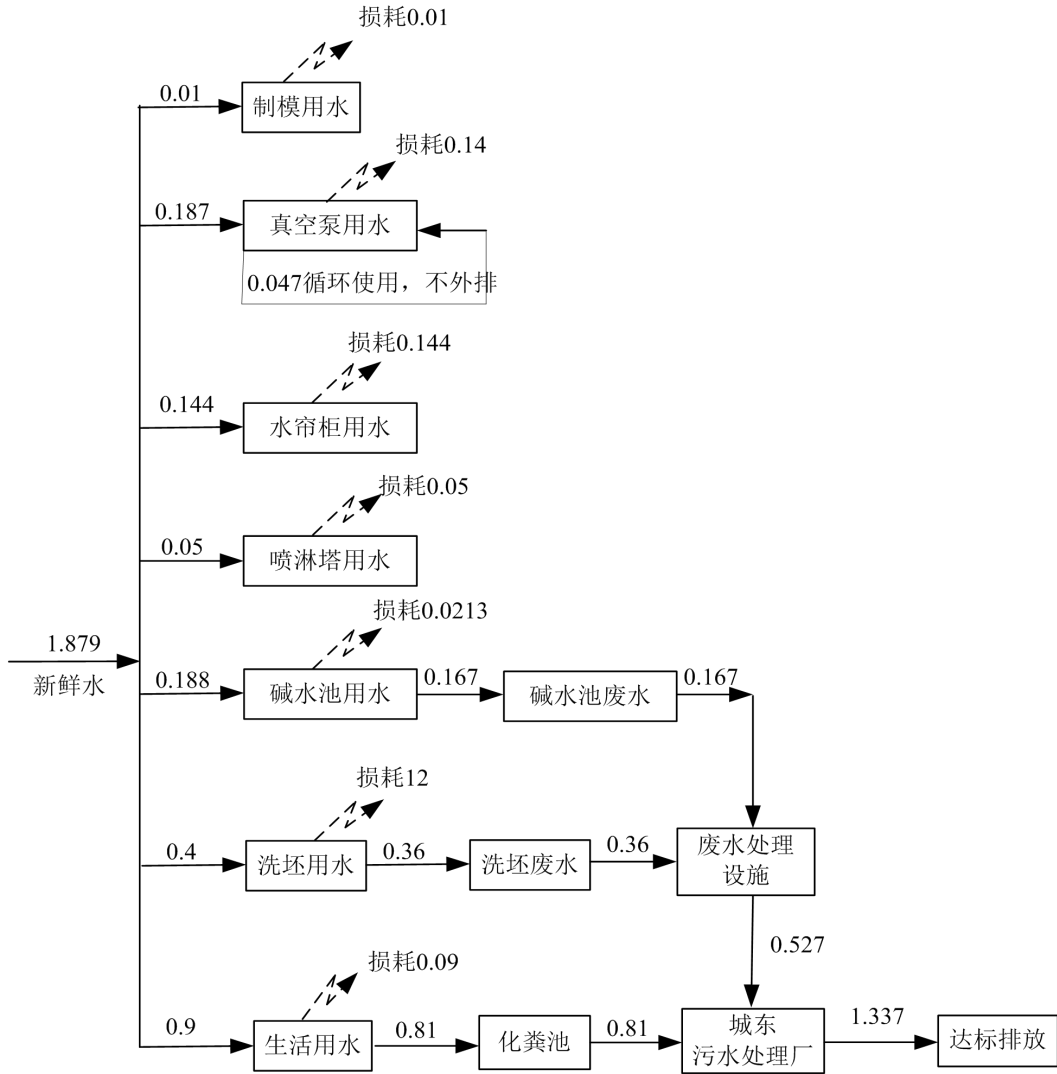 损耗0.01
0.01
制模用水
损耗0.14
0.187
真空泵用水
0.047循环使用，不外排
损耗0.144
0.144
水帘柜用水
损耗0.05
0.05
喷淋塔用水
损耗0.0213
1.879
新鲜水
0.188
碱水池用水
0.167
碱水池废水
0.167
损耗12
0.4
洗坯用水
0.36
洗坯废水
0.36
废水处理
设施
0.527
损耗0.09
0.9
生活用水
0.81
化粪池
0.81
城东
污水处理厂
1.337
达标排放